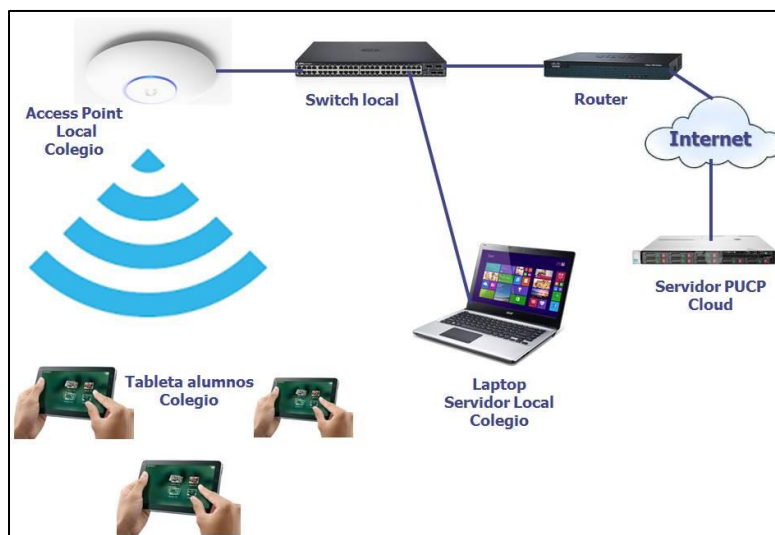 Access Point
Local
Colegio
Switch local
Router
Internet
Servidor PUCP
Cloud
Laptop
Servidor Local
Colegio
Tableta alumnos
Colegio